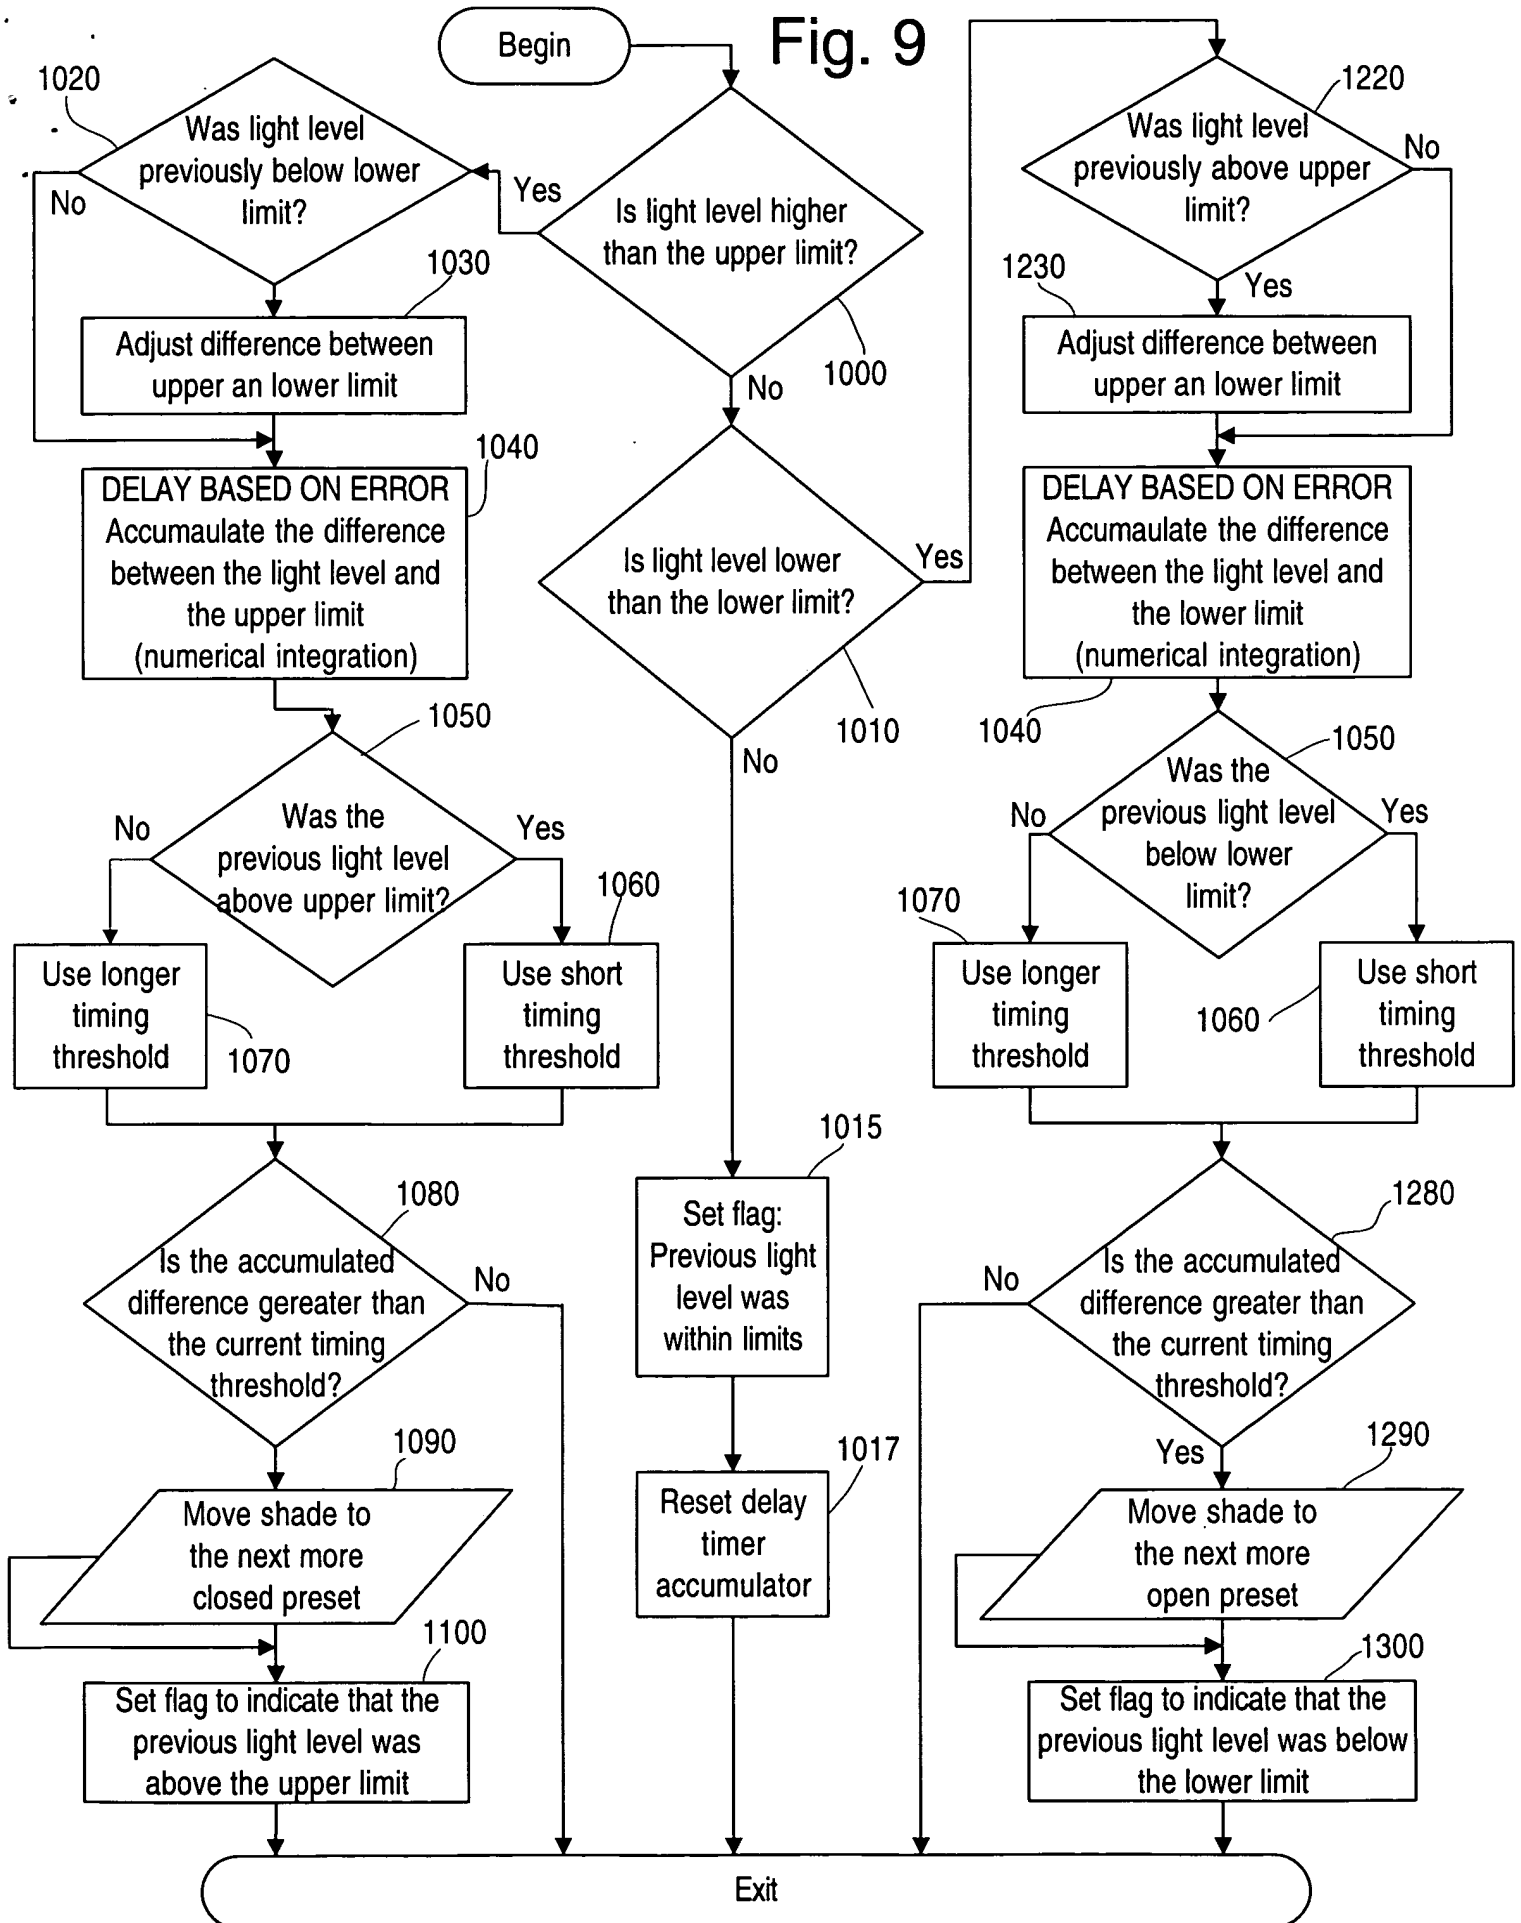 Begin
Fig. 9
1020
Was light level
previously below lower
limit?
No
Yes
Is light level higher
than the upper limit?
1000
No
1220
Was light level
previously above upper
limit?
No
Yes
1030
Adjust difference between
upper an lower limit
1230
Adjust difference between
upper an lower limit
1040
DELAY BASED ON ERROR
Accumaulate the difference
between the light level and
the upper limit
(numerical integration)
Is light level lower
than the lower limit?
Yes
1010
No
DELAY BASED ON ERROR
Accumaulate the difference
between the light level and
the lower limit
(numerical integration)
1040
1050
Was the
previous light level
above upper limit?
No
Yes
1050
Was the
previous light level
below lower
limit?
No
Yes
1060
Use longer
timing
threshold
1070
Use short
timing
threshold
1070
Use longer
timing
threshold
1060
Use short
timing
threshold
1080
Is the accumulated
difference gereater than
the current timing
threshold?
No
1015
Set flag:
Previous light
level was
within limits
1280
Is the accumulated
difference greater than
the current timing
threshold?
No
Yes
1090
Move shade to
the next more
closed preset
1017
Reset delay
timer
accumulator
1290
Move shade to
the next more
open preset
1100
Set flag to indicate that the
previous light level was
above the upper limit
1300
Set flag to indicate that the
previous light level was below
the lower limit
Exit